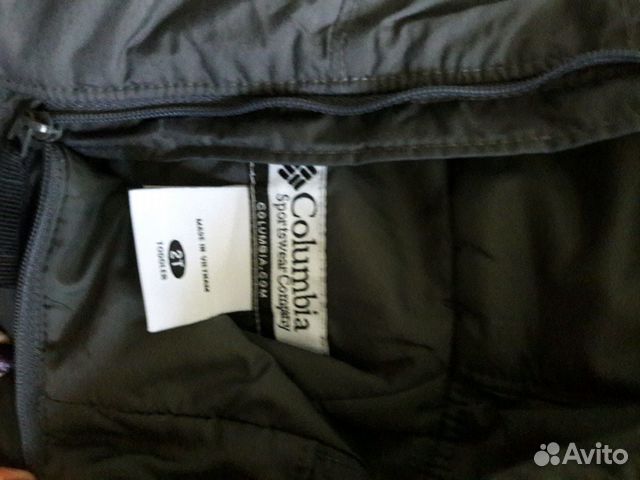 Columbia
Sportswear Company
COLUMBIA.COM
MADE IN VIETNAM
2T
TODDLER
Avito